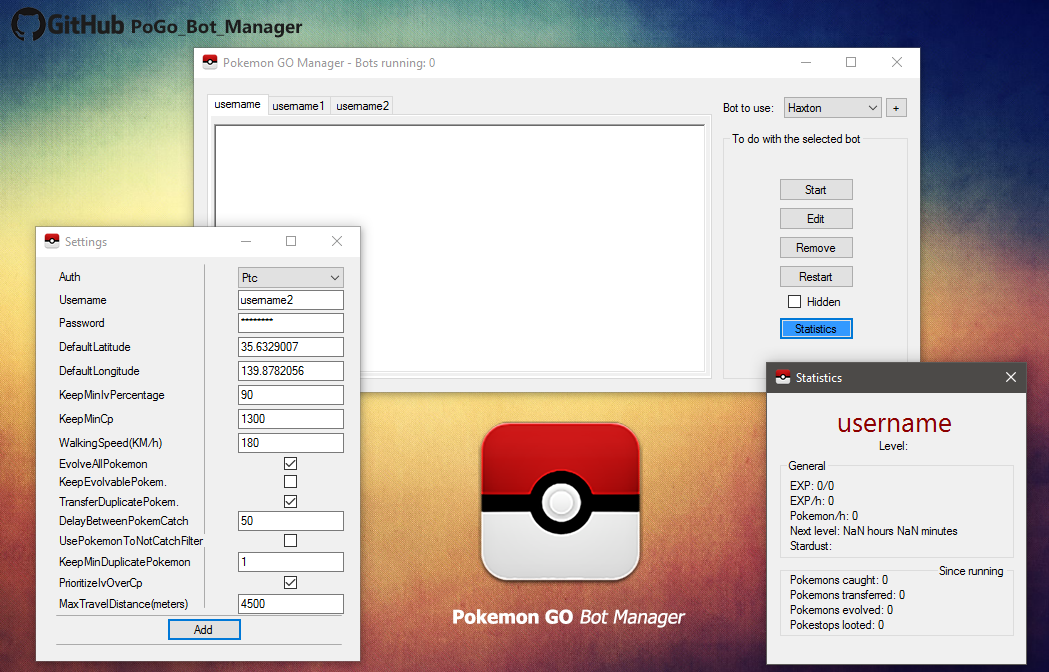 GitHub PoGo_Bot_Manager
Pokemon GO Manager - Bots running: 0
username username1 username2
Bot to use: Haxton +
To do with the selected bot
Start
Edit
Remove
Restart
Hidden
Statistics
Settings
Auth Ptc
Username username2
Password ********
DefaultLatitude 35.6329007
DefaultLongitude 139.8782056
KeepMinIvPercentage 90
KeepMinCp 1300
WalkingSpeed(KM/h) 180
EvolveAllPokemon
KeepEvolvablePokem.
TransferDuplicatePokem.
DelayBetweenPokemCatch 50
UsePokemonToNotCatchFilter
KeepMinDuplicatePokemon 1
PrioritizeIvOverCp
MaxTravelDistance(meters) 4500
Add
Pokemon GO Bot Manager
Statistics
username
Level:
General
EXP: 0/0
EXP/h: 0
Pokemon/h: 0
Next level: NaN hours NaN minutes
Stardust:
Since running
Pokemons caught: 0
Pokemons transferred: 0
Pokemons evolved: 0
Pokestops looted: 0